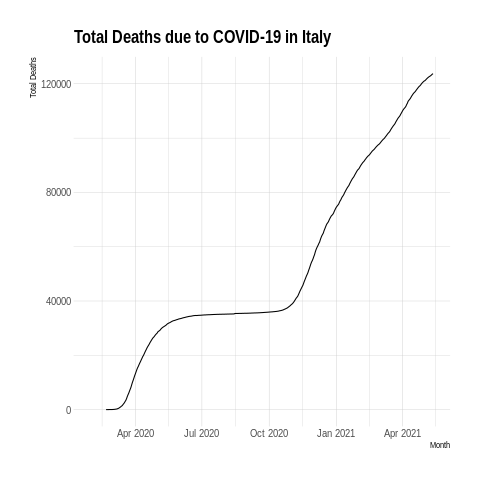 Total Deaths due to COVID-19 in Italy
Total Deaths
120000
80000
40000
0
Apr 2020 Jul 2020 Oct 2020 Jan 2021 Apr 2021
Month